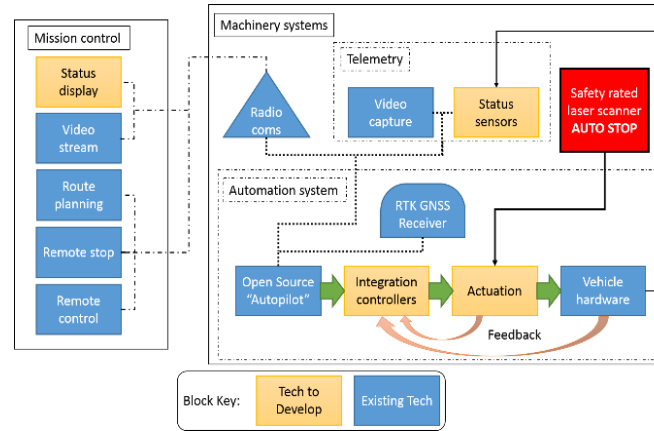 Mission control
Status
display
Video
stream
Route
planning
Remote stop
Remote
control
Machinery systems
Telemetry
Radio
coms
Video
capture
Status
sensors
Safety rated
laser scanner
AUTO STOP
Automation system
RTK GNSS
Receiver
Open Source
“Autopilot”
Integration
controllers
Actuation
Vehicle
hardware
Feedback
Block Key:
Tech to
Develop
Existing Tech